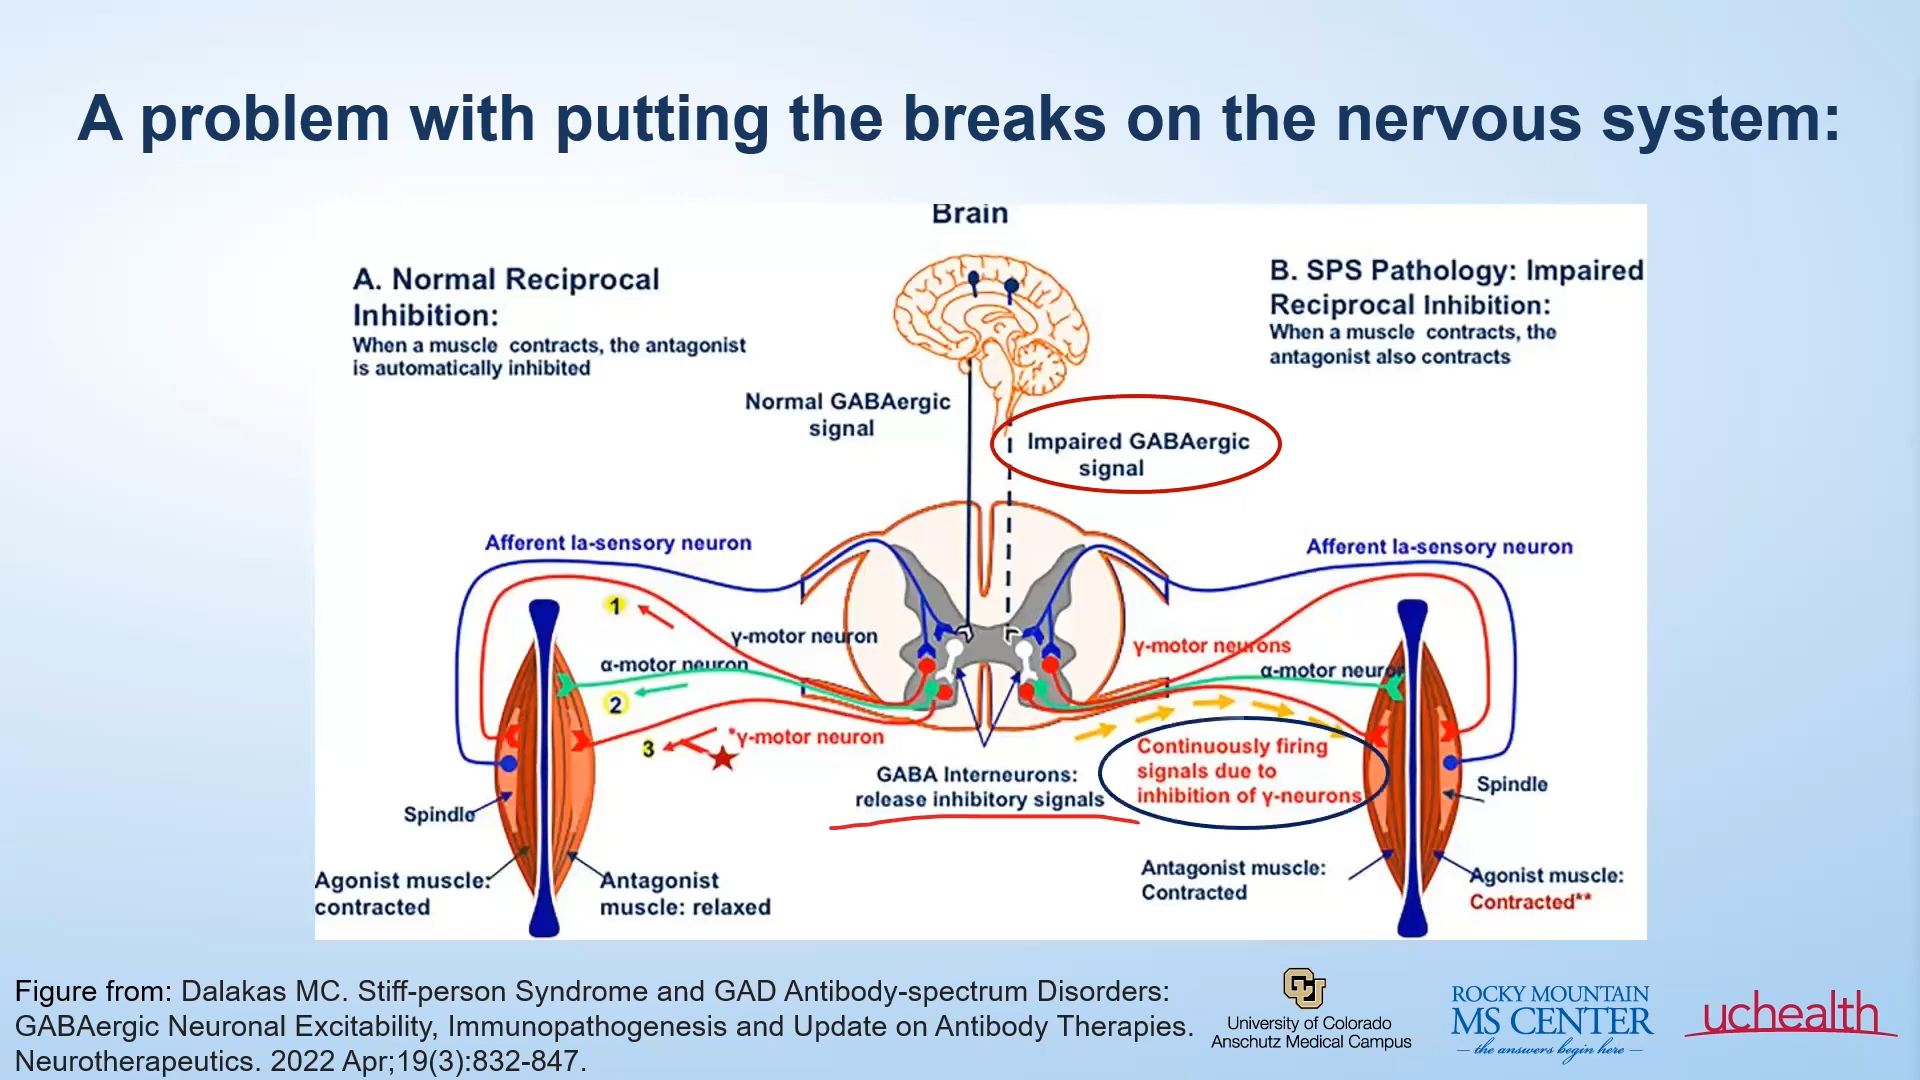 A problem with putting the breaks on the nervous system:
Brain
A. Normal Reciprocal
Inhibition:
When a muscle contracts, the antagonist
is automatically inhibited
B. SPS Pathology: Impaired
Reciprocal Inhibition:
When a muscle contracts, the
antagonist also contracts
Normal GABAergic
signal
Impaired GABAergic
signal
Afferent Ia-sensory neuron
Afferent Ia-sensory neuron
1
γ-motor neuron
α-motor neuron
2
3
*γ-motor neuron
γ-motor neurons
α-motor neuron
GABA Interneurons:
release inhibitory signals
Continuously firing
signals due to
inhibition of γ-neurons
Spindle
Spindle
Agonist muscle:
contracted
Antagonist
muscle: relaxed
Antagonist muscle:
Contracted
Agonist muscle:
Contracted**
Figure from: Dalakas MC. Stiff-person Syndrome and GAD Antibody-spectrum Disorders:
GABAergic Neuronal Excitability, Immunopathogenesis and Update on Antibody Therapies.
Neurotherapeutics. 2022 Apr;19(3):832-847.
CU
University of Colorado
Anschutz Medical Campus
ROCKY MOUNTAIN
MS CENTER
– the answers begin here –
uchealth